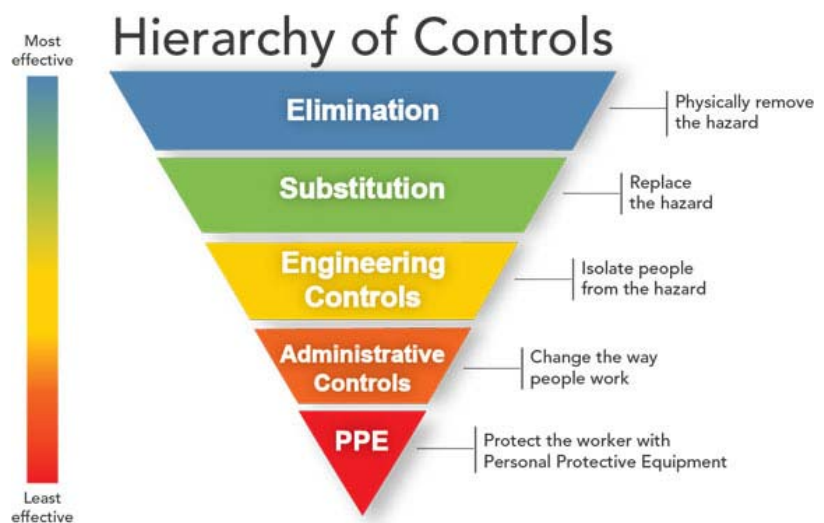 Hierarchy of Controls
Most
effective
Elimination
Physically remove
the hazard
Substitution
Replace
the hazard
Engineering
Controls
Isolate people
from the hazard
Administrative
Controls
Change the way
people work
PPE
Protect the worker with
Personal Protective Equipment
Least
effective